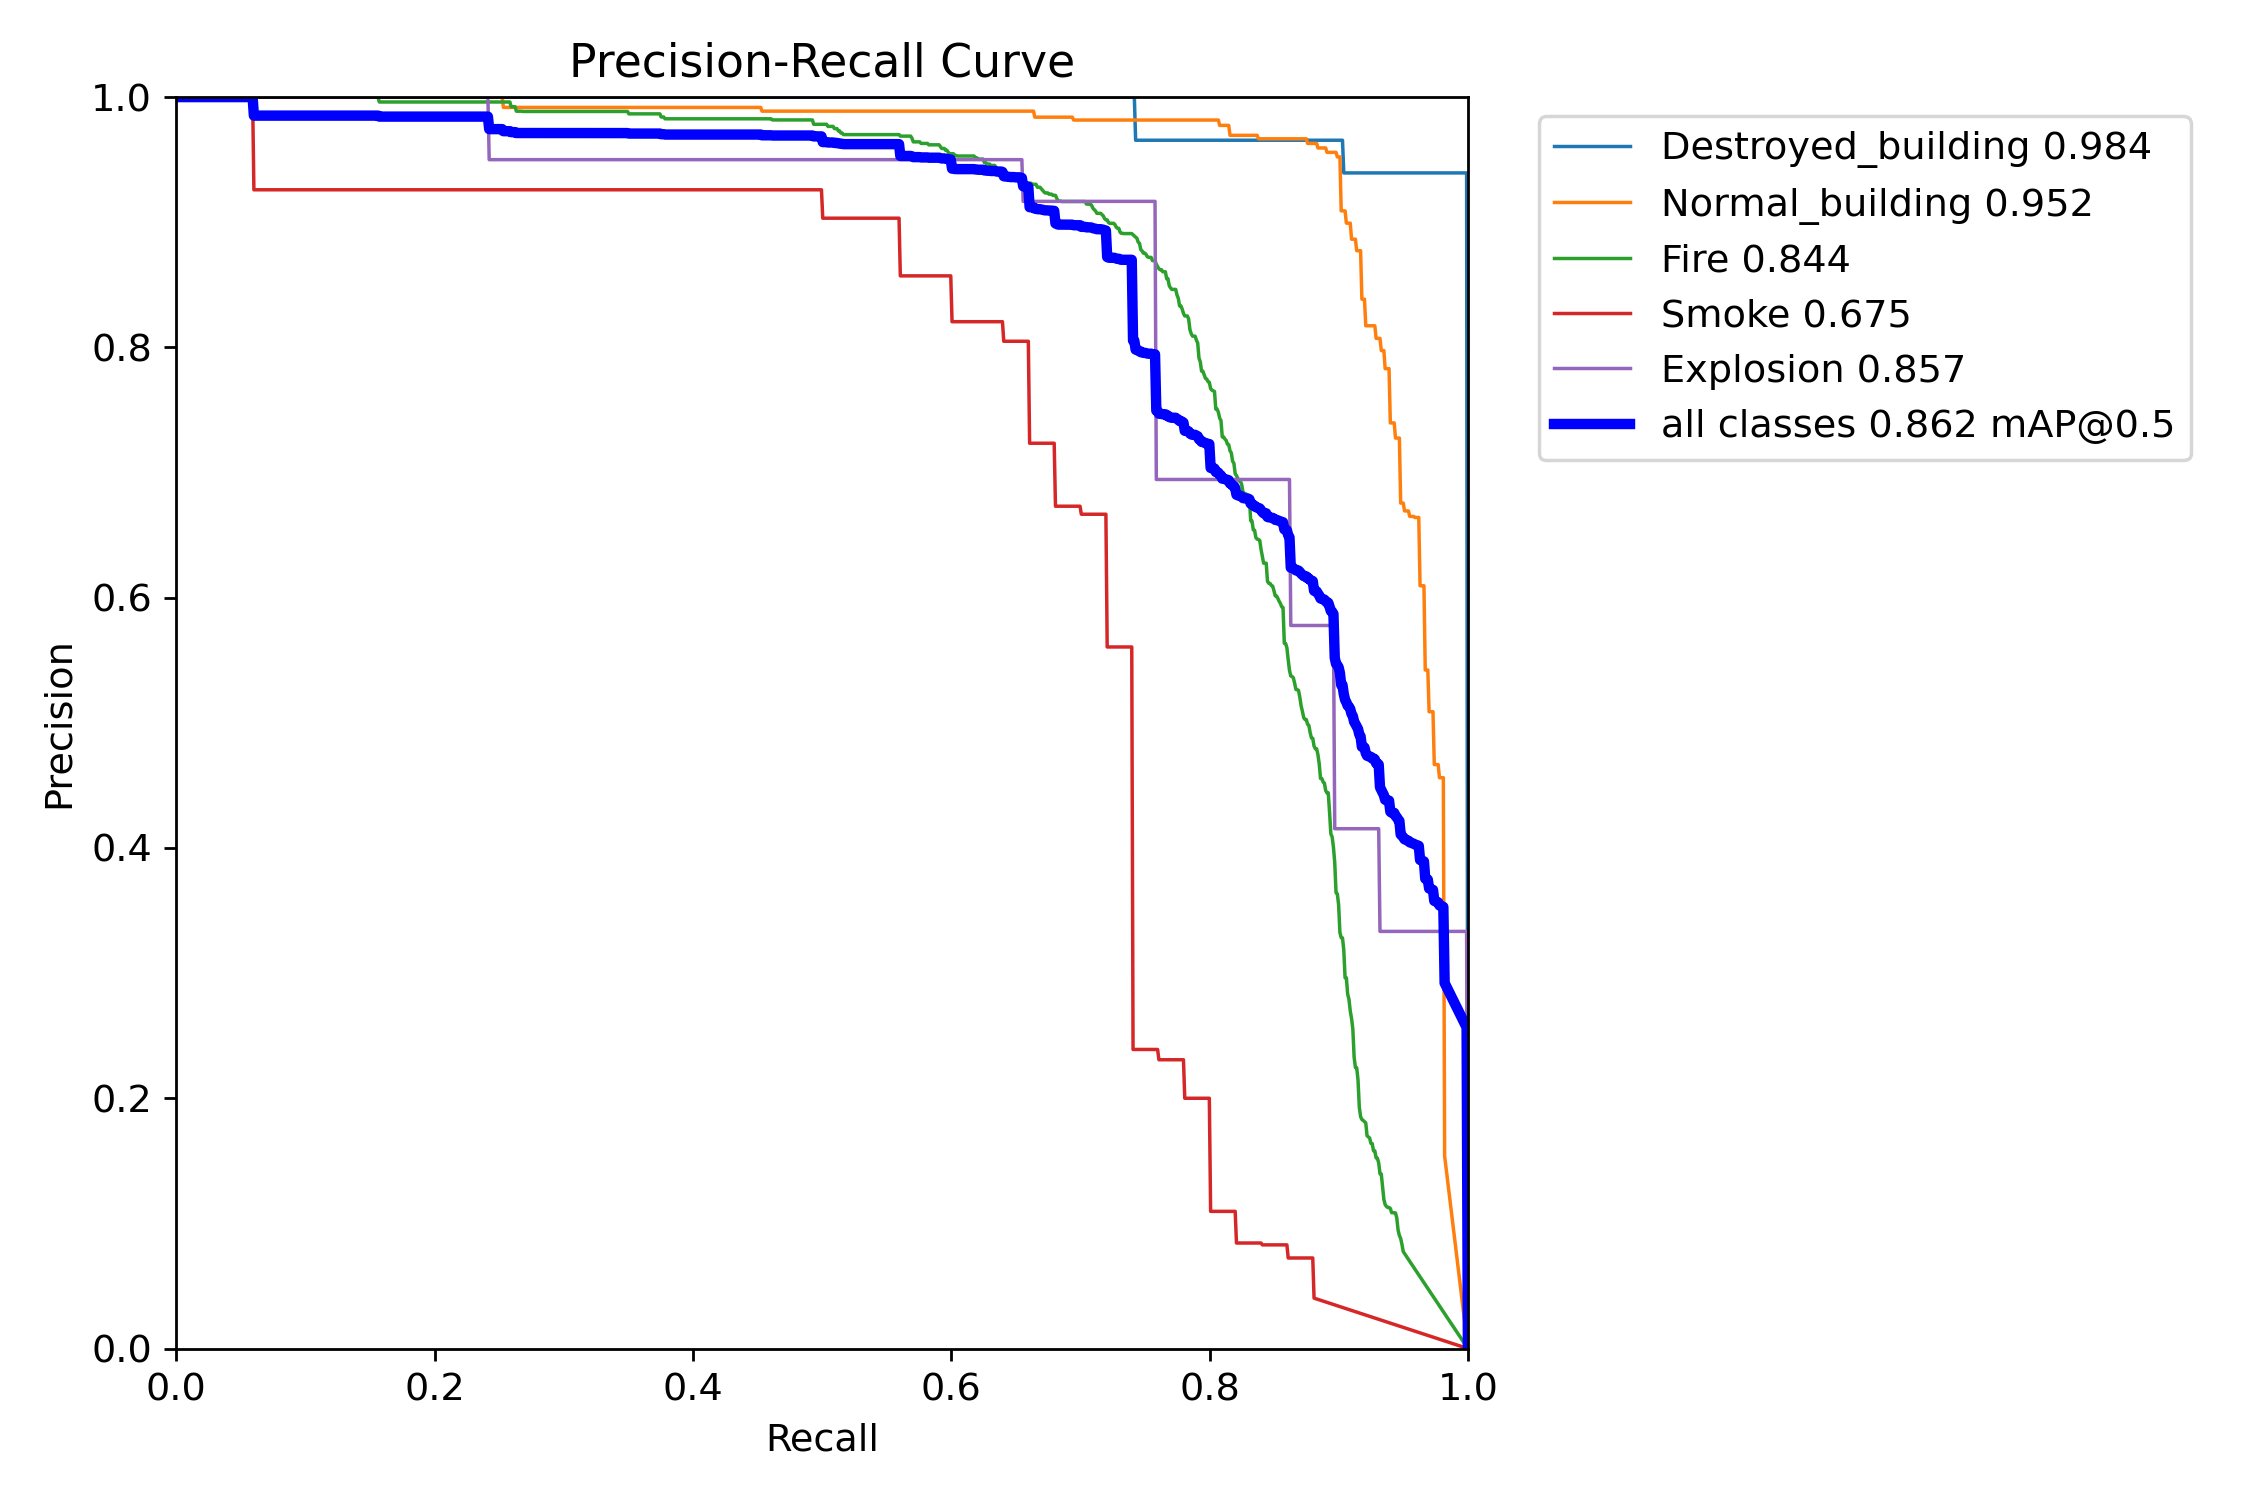 Precision-Recall Curve
1.0
0.8
0.6
0.4
0.2
0.0
Precision
0.0 0.2 0.4 0.6 0.8 1.0
Recall
Destroyed_building 0.984
Normal_building 0.952
Fire 0.844
Smoke 0.675
Explosion 0.857
all classes 0.862 mAP@0.5